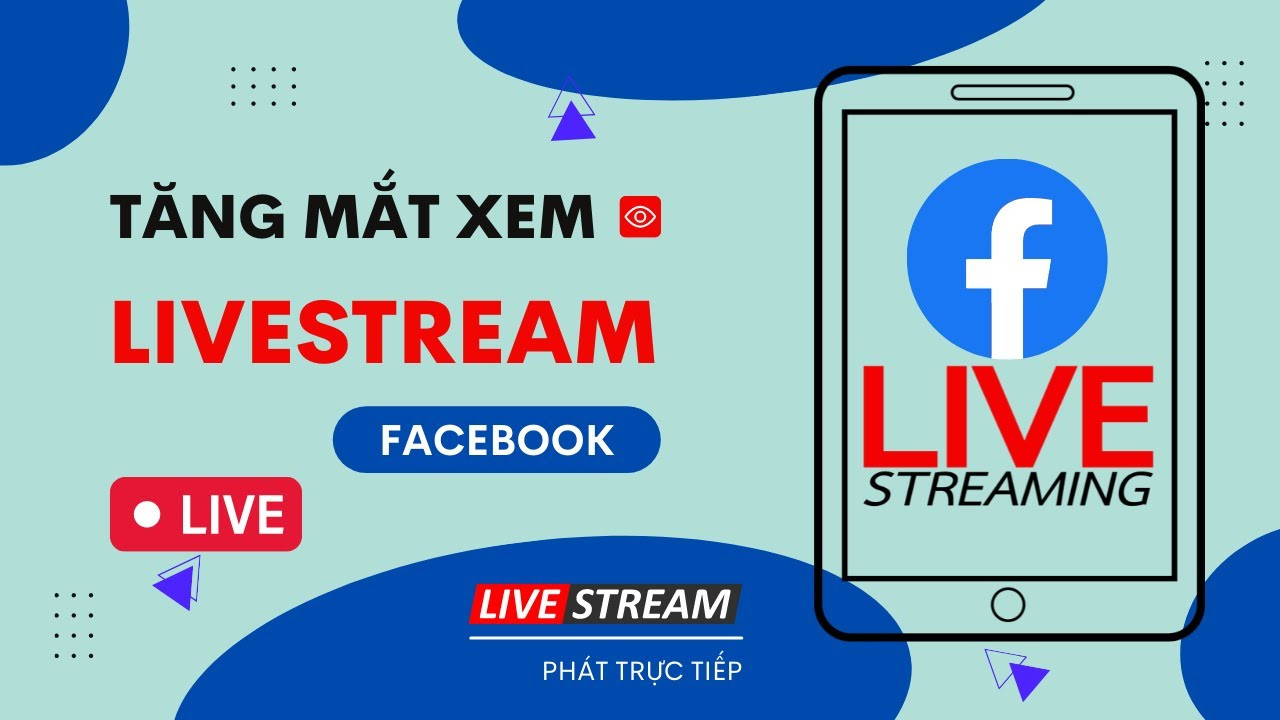 TĂNG MẮT XEM
LIVESTREAM
FACEBOOK
LIVE
LIVE STREAM
PHÁT TRỰC TIẾP
f
LIVE
STREAMING